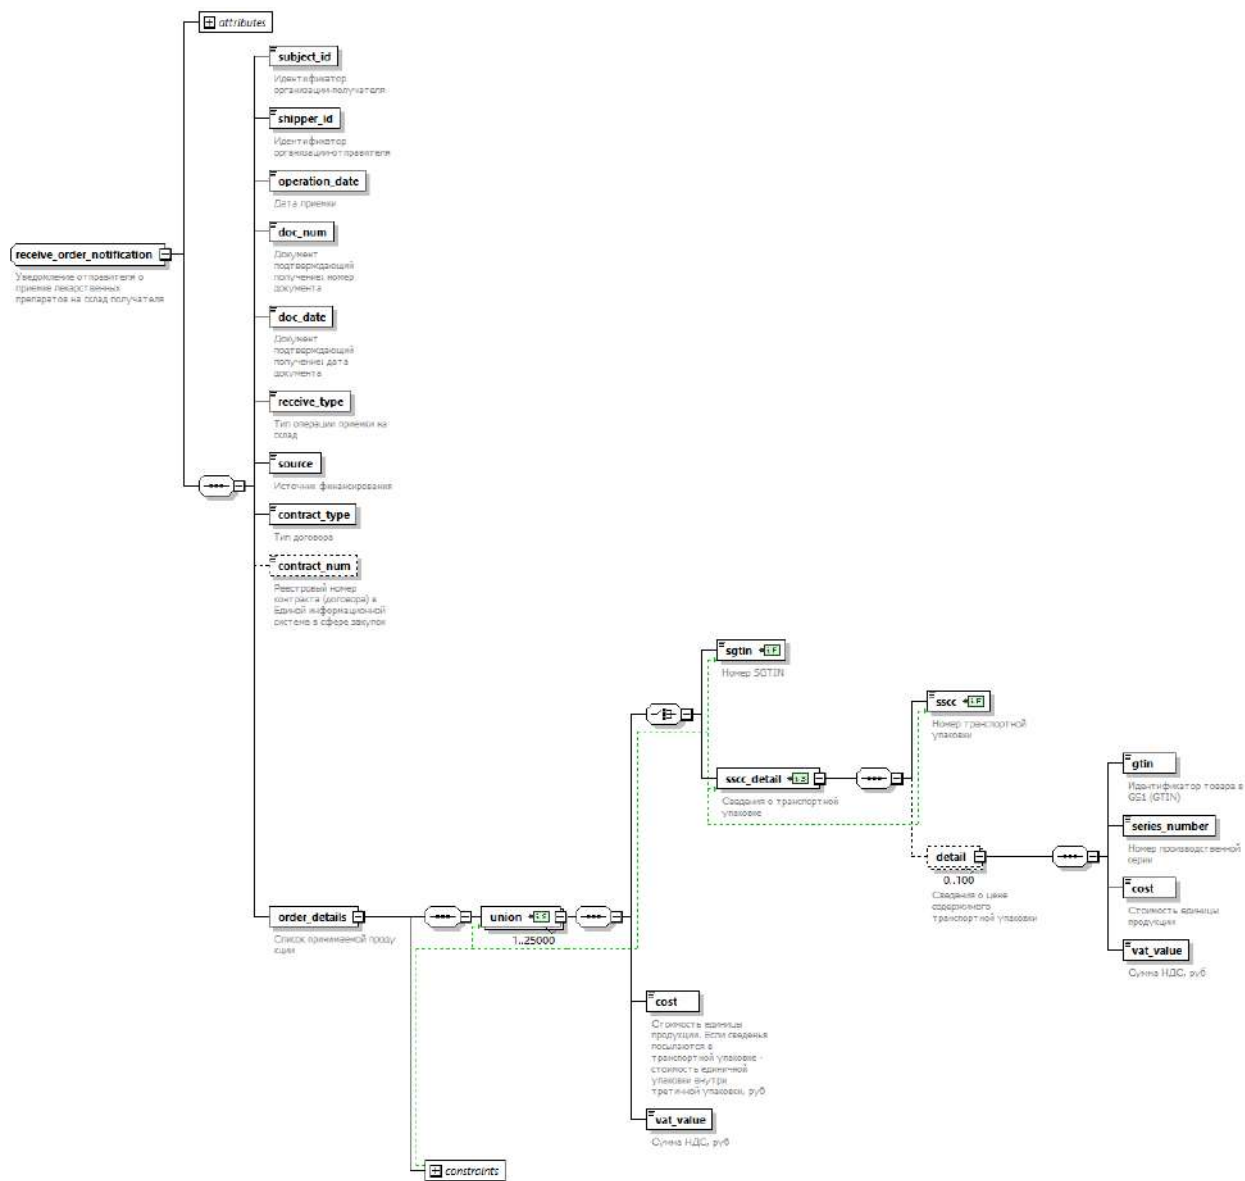 attributes
subject_id
Идентификатор
организации-получателя
shipper_id
Идентификатор
организации-отправителя
operation_date
Дата приемки
doc_num
Документ
подтверждающий
получение: номер
документа
receive_order_notification
Уведомление отправителя о
приемке лекарственных
препаратов на склад получателя
doc_date
Документ
подтверждающий
получение: дата
документа
receive_type
Тип операции приемки на
склад
source
Источник финансирования
contract_type
Тип договора
contract_num
Реестровый номер
контракта (договора) в
Единой информационной
системе в сфере закупок
sgtin
Номер SGTIN
sscc
Номер транспортной
упаковки
sscc_detail
Сведения о транспортной
упаковке
gtin
Идентификатор товара в
GS1 (GTIN)
series_number
Номер производственной
серии
detail
0..100
Сведения о цене
содержимого
транспортной упаковки
cost
Стоимость единицы
продукции
vat_value
Сумма НДС, руб
order_details
Список принимаемой проду
кции
union
1..25000
cost
Стоимость единицы
продукции. Если сведенья
посылаются в
транспортной упаковке -
стоимость единичной
упаковки внутри
третичной упаковки, руб
vat_value
Сумма НДС, руб
constraints